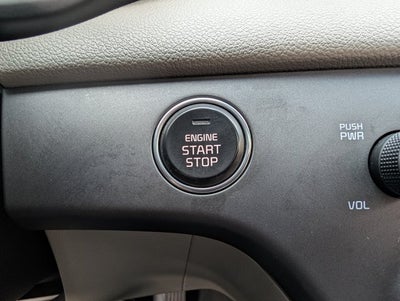 ENGINE
START
STOP
PUSH
PWR
VOL